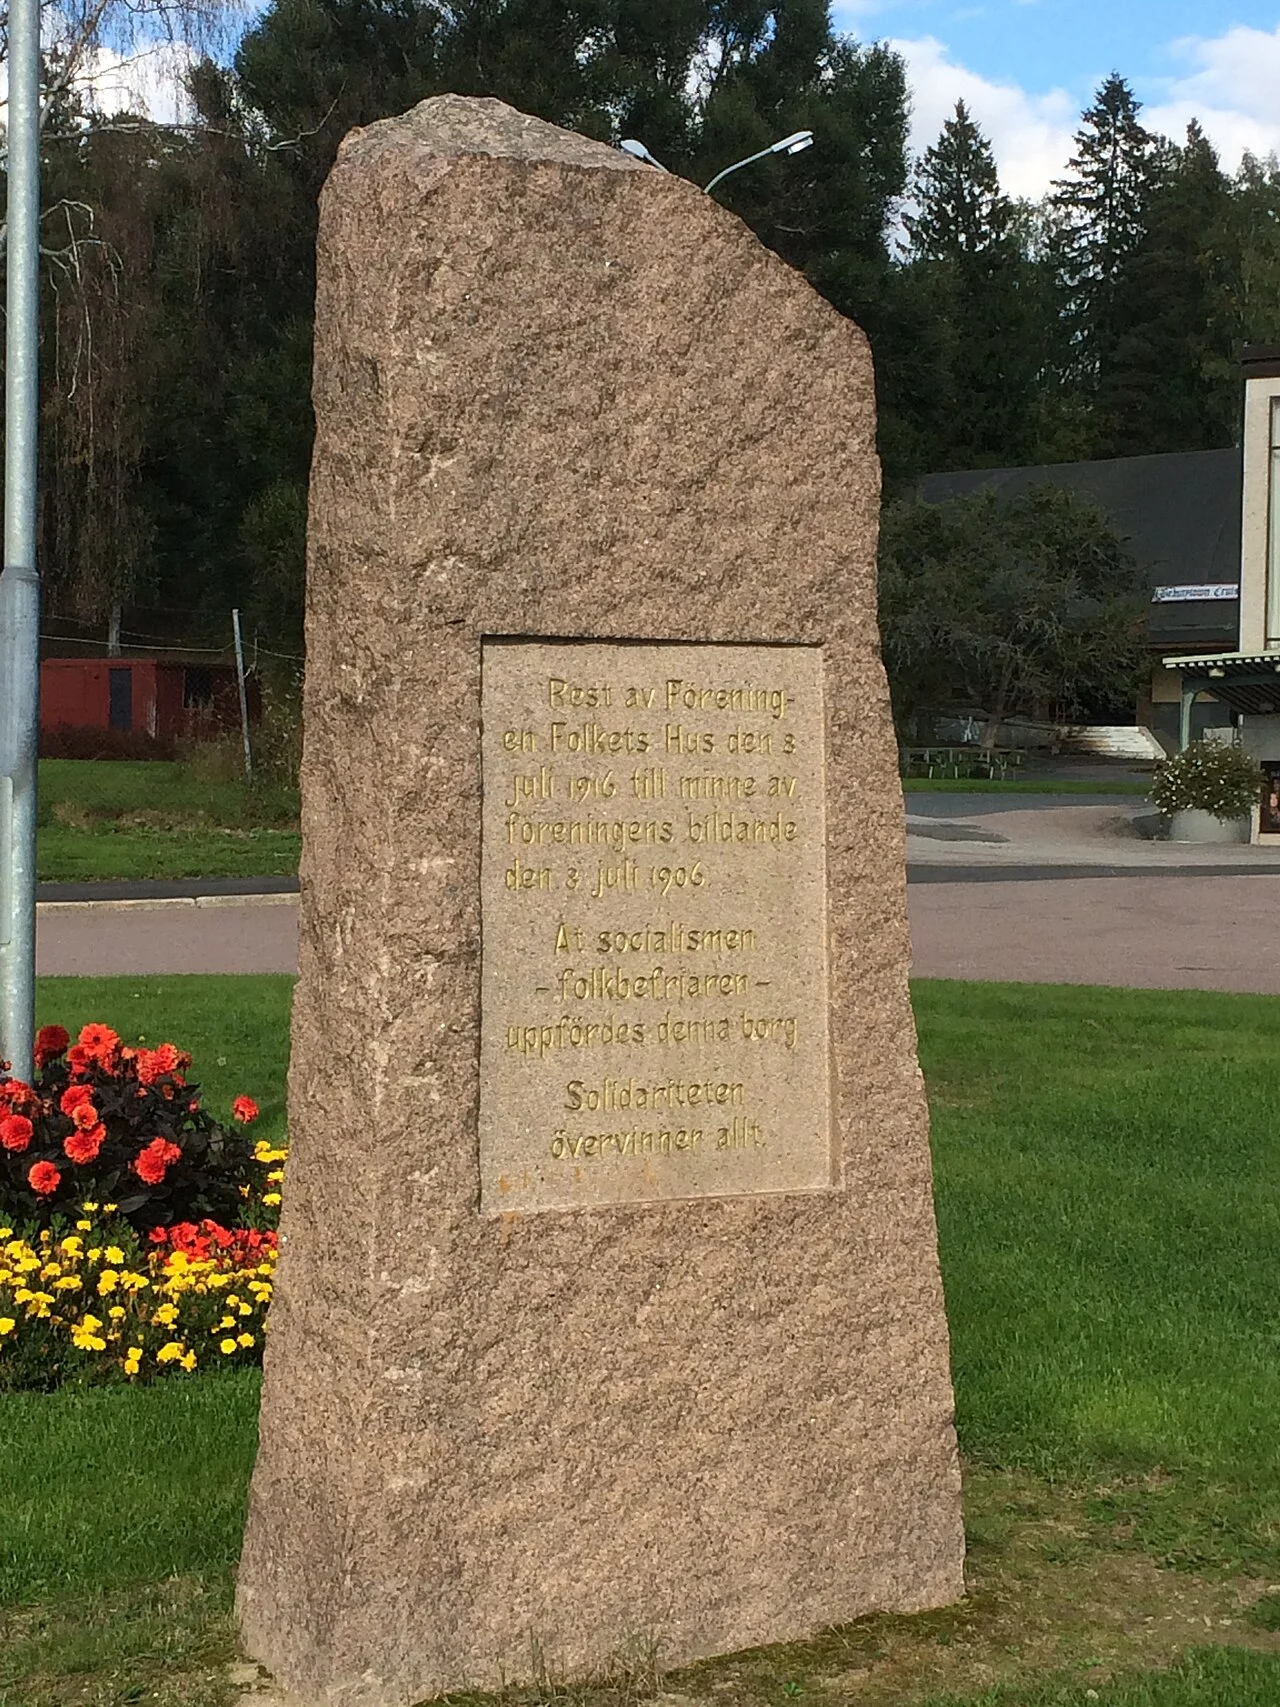 Rest av Förening-
en Folkets Hus den 8
juli 1916 till minne av
föreningens bildande
den 8 juli 1906.
Åt socialismen
- folkbefriaren -
uppfördes denna borg
Solidariteten
övervinner allt.